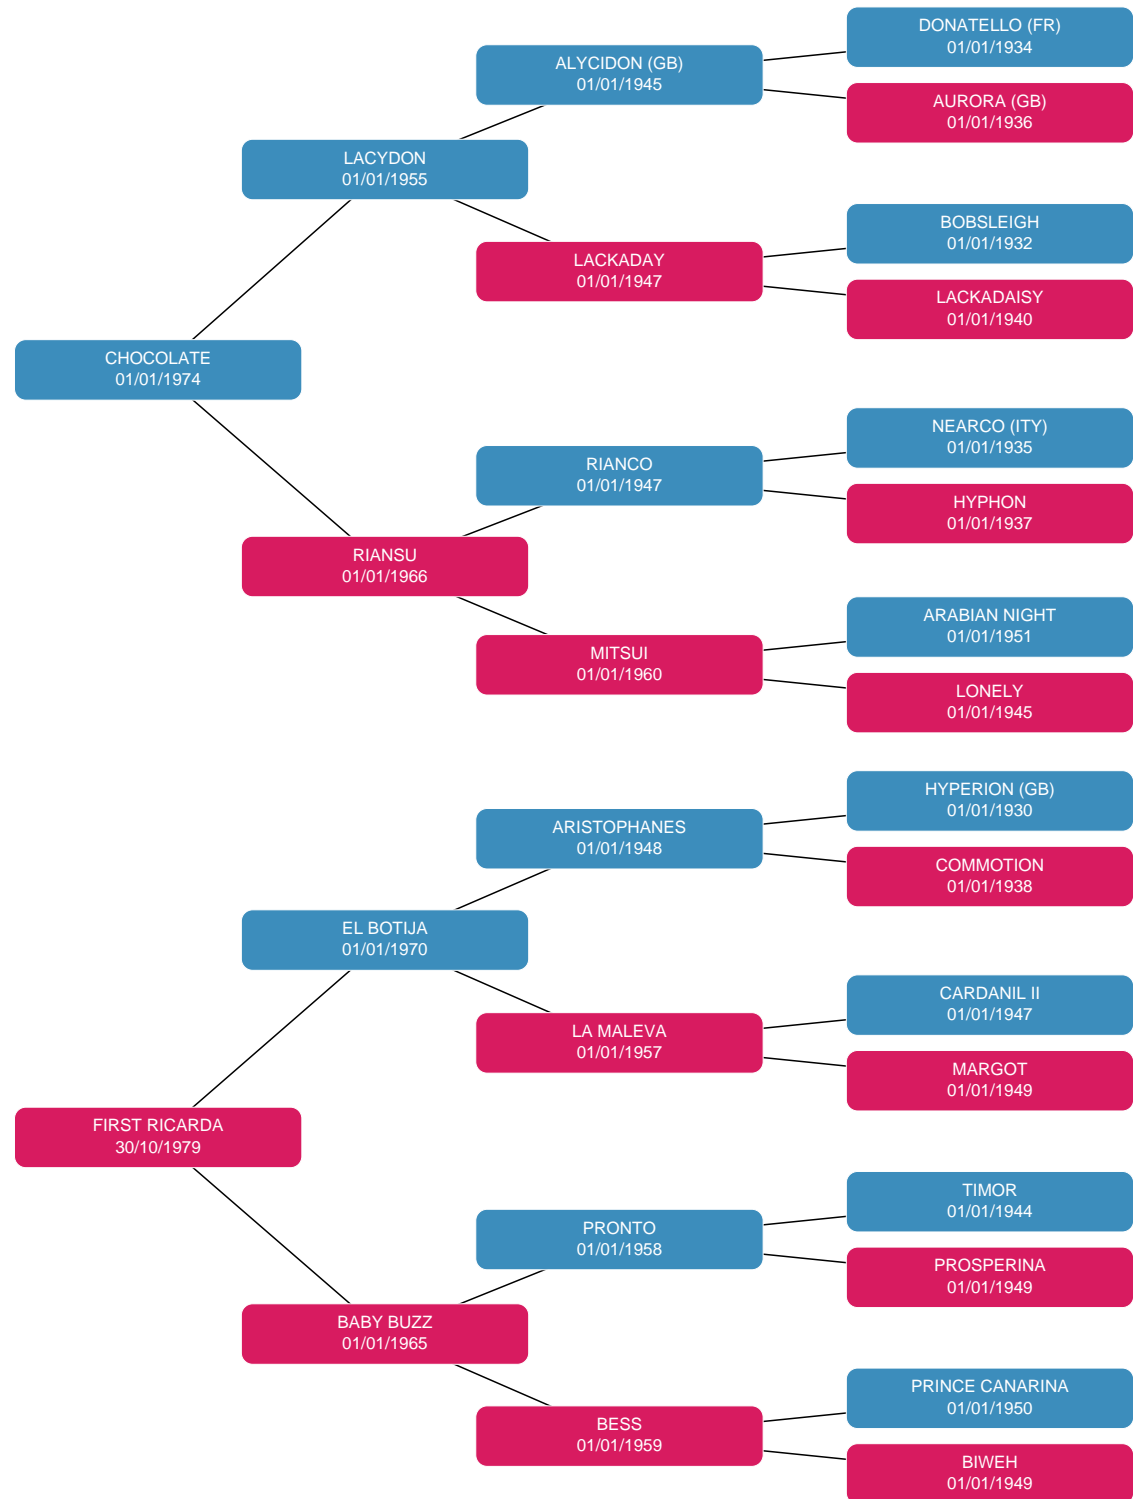 DONATELLO (FR)
01/01/1934
ALYCIDON (GB)
01/01/1945
AURORA (GB)
01/01/1936
LACYDON
01/01/1955
BOBSLEIGH
01/01/1932
LACKADAY
01/01/1947
LACKADAISY
01/01/1940
CHOCOLATE
01/01/1974
NEARCO (ITY)
01/01/1935
RIANCO
01/01/1947
HYPHON
01/01/1937
RIANSU
01/01/1966
ARABIAN NIGHT
01/01/1951
MITSUI
01/01/1960
LONELY
01/01/1945
HYPERION (GB)
01/01/1930
ARISTOPHANES
01/01/1948
COMMOTION
01/01/1938
EL BOTIJA
01/01/1970
CARDANIL II
01/01/1947
LA MALEVA
01/01/1957
MARGOT
01/01/1949
FIRST RICARDA
30/10/1979
TIMOR
01/01/1944
PRONTO
01/01/1958
PROSPERINA
01/01/1949
BABY BUZZ
01/01/1965
PRINCE CANARINA
01/01/1950
BESS
01/01/1959
BIWEH
01/01/1949